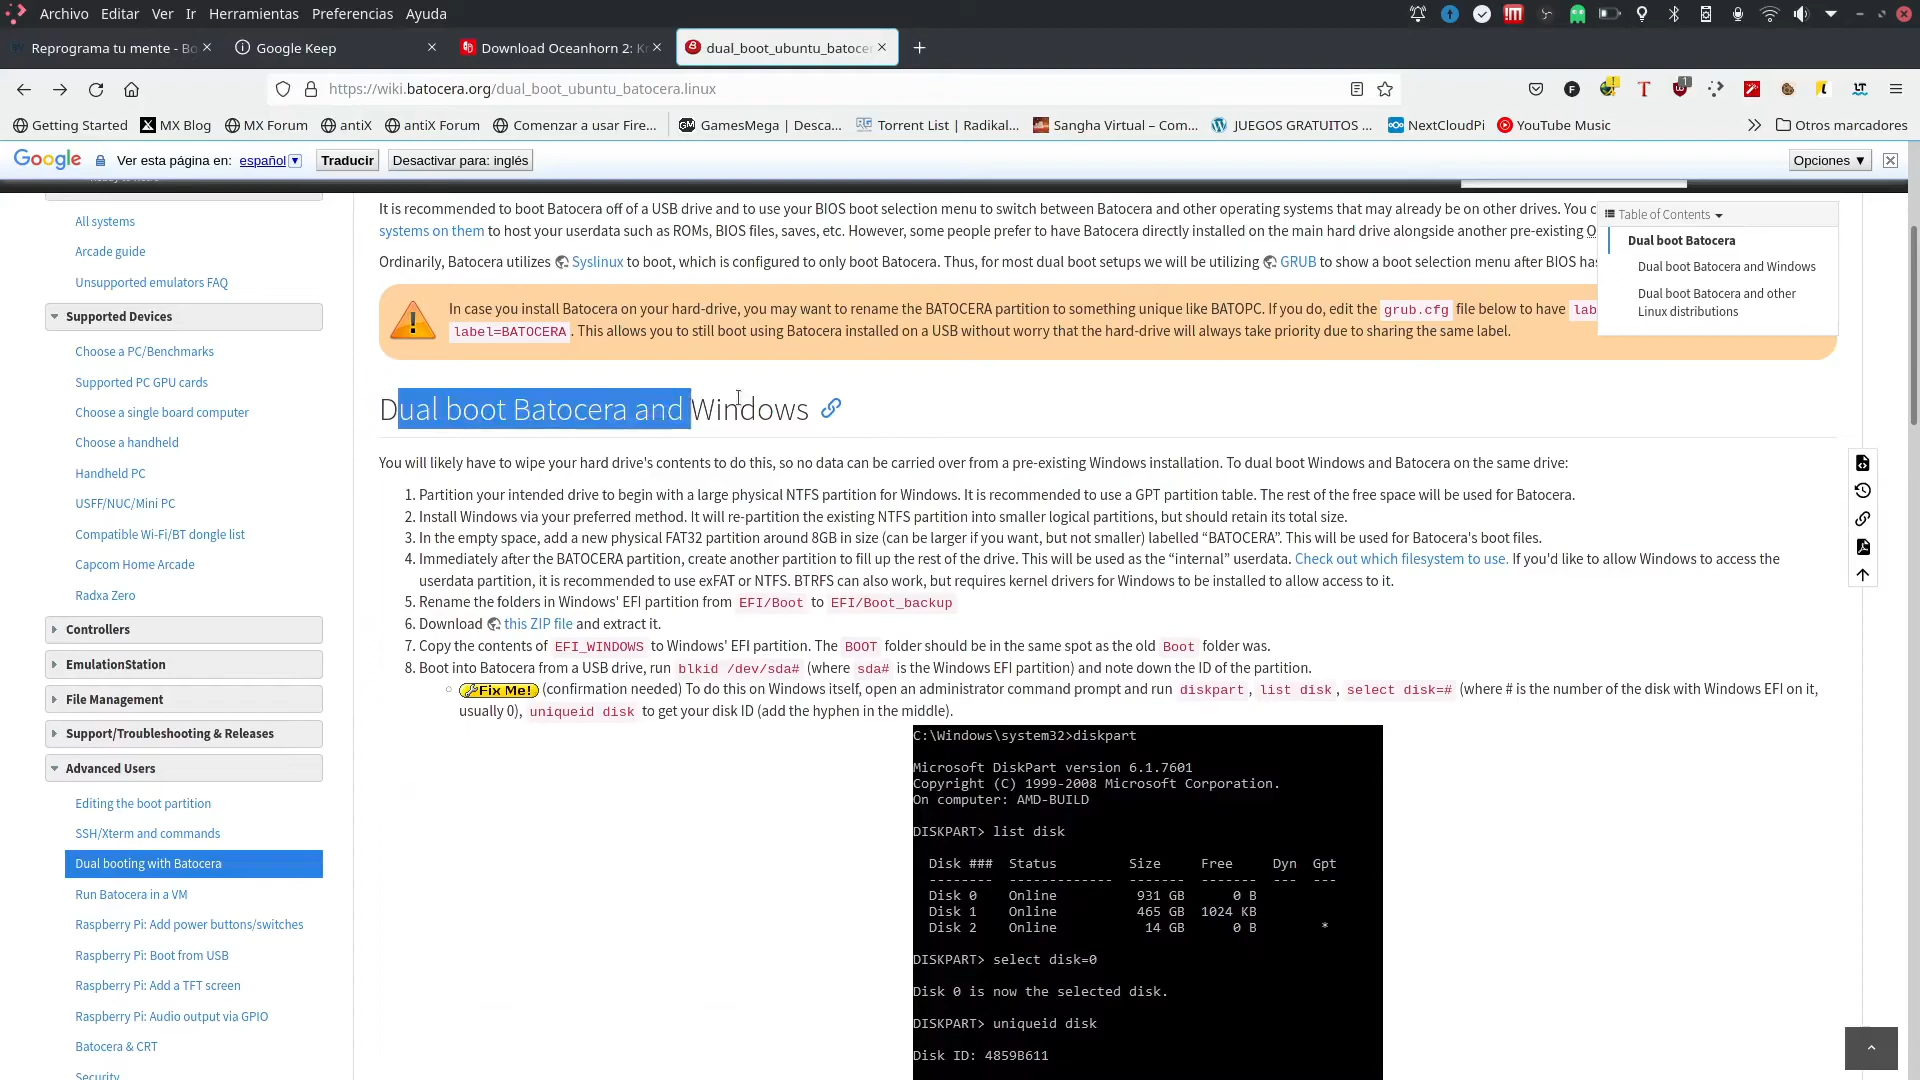 Archivo Editar Ver Ir Herramientas Preferencias Ayuda
Reprograma tu mente - Bo
Google Keep
Download Oceanhorn 2: Kn
dual_boot_ubuntu_batocer
https://wiki.batocera.org/dual_boot_ubuntu_batocera.linux
Getting Started MX Blog MX Forum antiX antiX Forum Comenzar a usar Fire... GamesMega | Desca... Torrent List | Radikal... Sangha Virtual – Com... JUEGOS GRATUITOS ... NextCloudPi YouTube Music Otros marcadores
Google Ver esta página en: español Traducir Desactivar para: inglés Opciones ▼
All systems
Arcade guide
Unsupported emulators FAQ
Supported Devices
Choose a PC/Benchmarks
Supported PC GPU cards
Choose a single board computer
Choose a handheld
Handheld PC
USFF/NUC/Mini PC
Compatible Wi-Fi/BT dongle list
Capcom Home Arcade
Radxa Zero
Controllers
EmulationStation
File Management
Support/Troubleshooting & Releases
Advanced Users
Editing the boot partition
SSH/Xterm and commands
Dual booting with Batocera
Run Batocera in a VM
Raspberry Pi: Add power buttons/switches
Raspberry Pi: Boot from USB
Raspberry Pi: Add a TFT screen
Raspberry Pi: Audio output via GPIO
Batocera & CRT
Security
It is recommended to boot Batocera off of a USB drive and to use your BIOS boot selection menu to switch between Batocera and other operating systems that may already be on other drives. You c
systems on them to host your userdata such as ROMs, BIOS files, saves, etc. However, some people prefer to have Batocera directly installed on the main hard drive alongside another pre-existing O
Ordinarily, Batocera utilizes Syslinux to boot, which is configured to only boot Batocera. Thus, for most dual boot setups we will be utilizing GRUB to show a boot selection menu after BIOS has
In case you install Batocera on your hard-drive, you may want to rename the BATOCERA partition to something unique like BATOPC. If you do, edit the grub.cfg file below to have lab
label=BATOCERA. This allows you to still boot using Batocera installed on a USB without worry that the hard-drive will always take priority due to sharing the same label.
Table of Contents
Dual boot Batocera
Dual boot Batocera and Windows
Dual boot Batocera and other
Linux distributions
Dual boot Batocera and Windows
You will likely have to wipe your hard drive's contents to do this, so no data can be carried over from a pre-existing Windows installation. To dual boot Windows and Batocera on the same drive:
1. Partition your intended drive to begin with a large physical NTFS partition for Windows. It is recommended to use a GPT partition table. The rest of the free space will be used for Batocera.
2. Install Windows via your preferred method. It will re-partition the existing NTFS partition into smaller logical partitions, but should retain its total size.
3. In the empty space, add a new physical FAT32 partition around 8GB in size (can be larger if you want, but not smaller) labelled “BATOCERA”. This will be used for Batocera's boot files.
4. Immediately after the BATOCERA partition, create another partition to fill up the rest of the drive. This will be used as the “internal” userdata. Check out which filesystem to use. If you'd like to allow Windows to access the
userdata partition, it is recommended to use exFAT or NTFS. BTRFS can also work, but requires kernel drivers for Windows to be installed to allow access to it.
5. Rename the folders in Windows' EFI partition from EFI/Boot to EFI/Boot_backup
6. Download this ZIP file and extract it.
7. Copy the contents of EFI_WINDOWS to Windows' EFI partition. The BOOT folder should be in the same spot as the old Boot folder was.
8. Boot into Batocera from a USB drive, run blkid /dev/sda# (where sda# is the Windows EFI partition) and note down the ID of the partition.
Fix Me! (confirmation needed) To do this on Windows itself, open an administrator command prompt and run diskpart, list disk, select disk=# (where # is the number of the disk with Windows EFI on it,
usually 0), uniqueid disk to get your disk ID (add the hyphen in the middle).
C:\Windows\system32>diskpart
Microsoft DiskPart version 6.1.7601
Copyright (C) 1999-2008 Microsoft Corporation.
On computer: AMD-BUILD
DISKPART> list disk
Disk ### Status Size Free Dyn Gpt
-------- ------------- ------- ------- --- ---
Disk 0 Online 931 GB 0 B
Disk 1 Online 465 GB 1024 KB
Disk 2 Online 14 GB 0 B *
DISKPART> select disk=0
Disk 0 is now the selected disk.
DISKPART> uniqueid disk
Disk ID: 4859B611